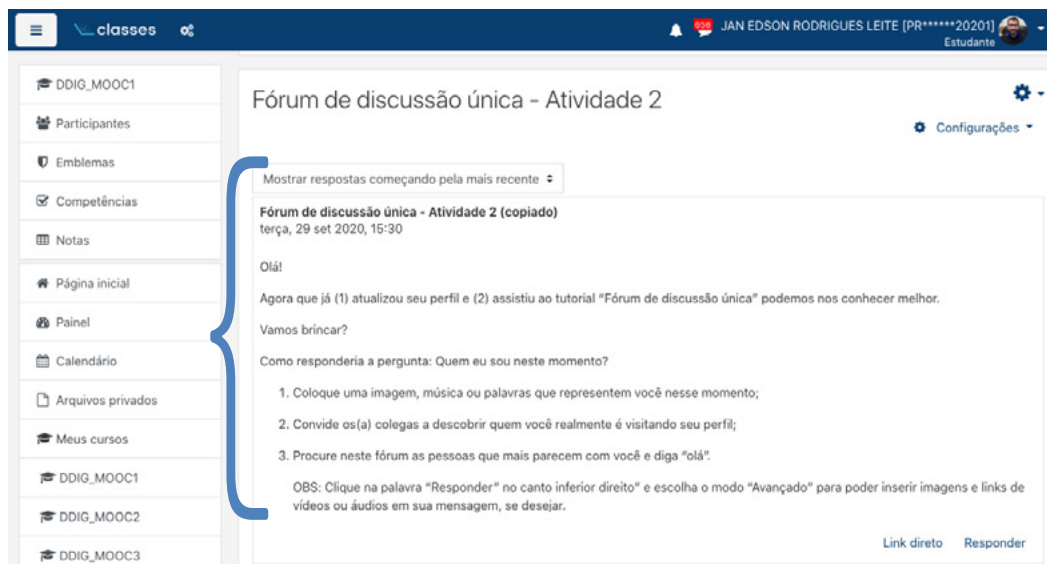 classes
JAN EDSON RODRIGUES LEITE [PR******20201]
Estudante
DDIG_MOOC1
Participantes
Emblemas
Competências
Notas
Página inicial
Painel
Calendário
Arquivos privados
Meus cursos
DDIG_MOOC1
DDIG_MOOC2
DDIG_MOOC3
Fórum de discussão única - Atividade 2
Configurações
Mostrar respostas começando pela mais recente
Fórum de discussão única - Atividade 2 (copiado)
terça, 29 set 2020, 15:30
Olá!
Agora que já (1) atualizou seu perfil e (2) assistiu ao tutorial “Fórum de discussão única” podemos nos conhecer melhor.
Vamos brincar?
Como responderia a pergunta: Quem eu sou neste momento?
1. Coloque uma imagem, música ou palavras que representem você nesse momento;
2. Convide os(a) colegas a descobrir quem você realmente é visitando seu perfil;
3. Procure neste fórum as pessoas que mais parecem com você e diga “olá”.
OBS: Clique na palavra “Responder” no canto inferior direito” e escolha o modo “Avançado” para poder inserir imagens e links de
vídeos ou áudios em sua mensagem, se desejar.
Link direto Responder